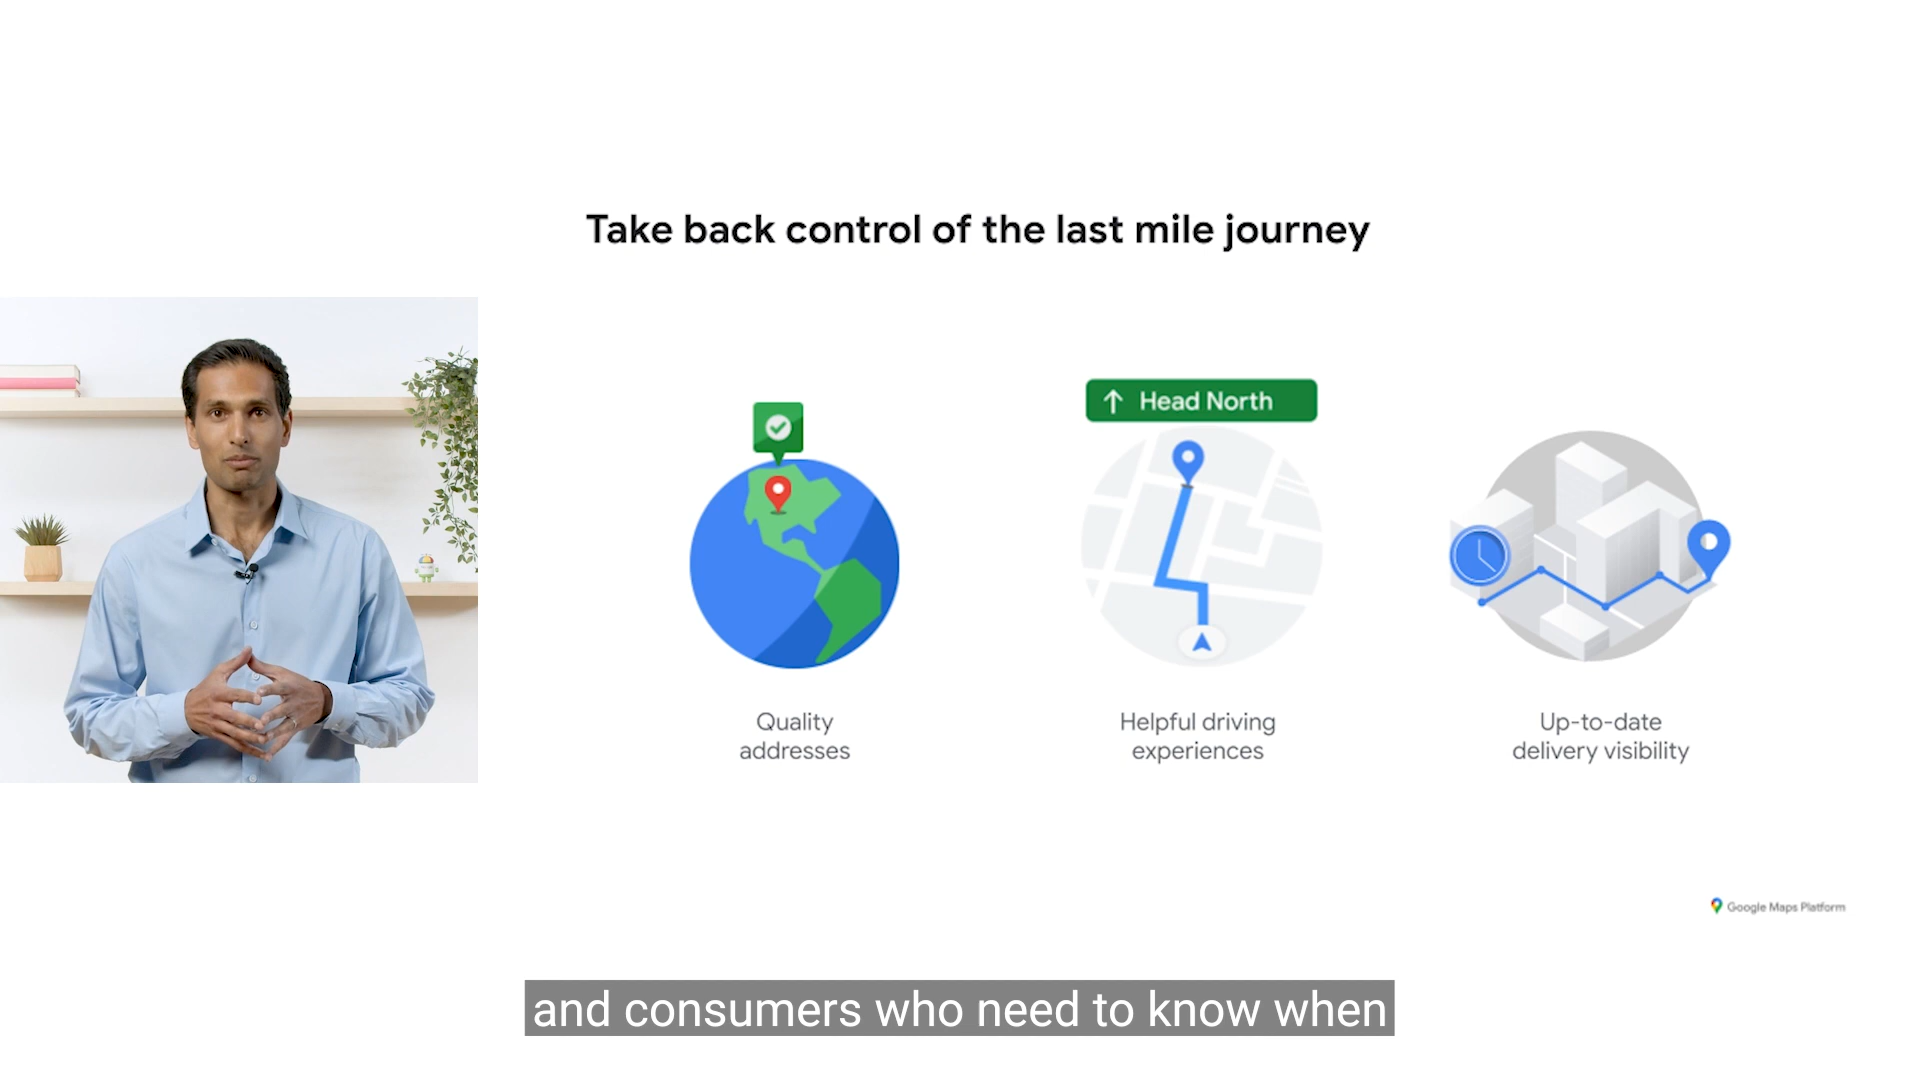 Take back control of the last mile journey
Head North
Quality
addresses
Helpful driving
experiences
Up-to-date
delivery visibility
Google Maps Platform
and consumers who need to know when